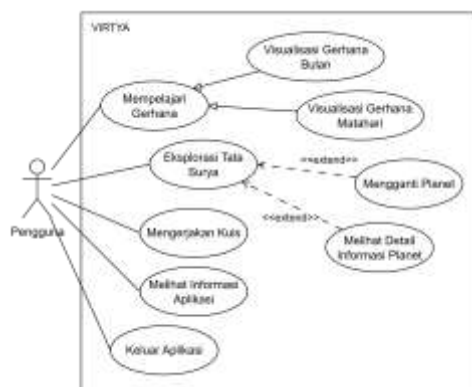 VIRTYA
Visualisasi Gerhana
Bulan
Mempelajari
Gerhana
Visualisasi Gerhana
Matahari
Eksplorasi Tata
Surya
<<extend>>
Mengganti Planet
<<extend>>
Pengguna
Mengerjakan Kuis
Melihat Detail
Informasi Planet
Melihat Informasi
Aplikasi
Keluar Aplikasi